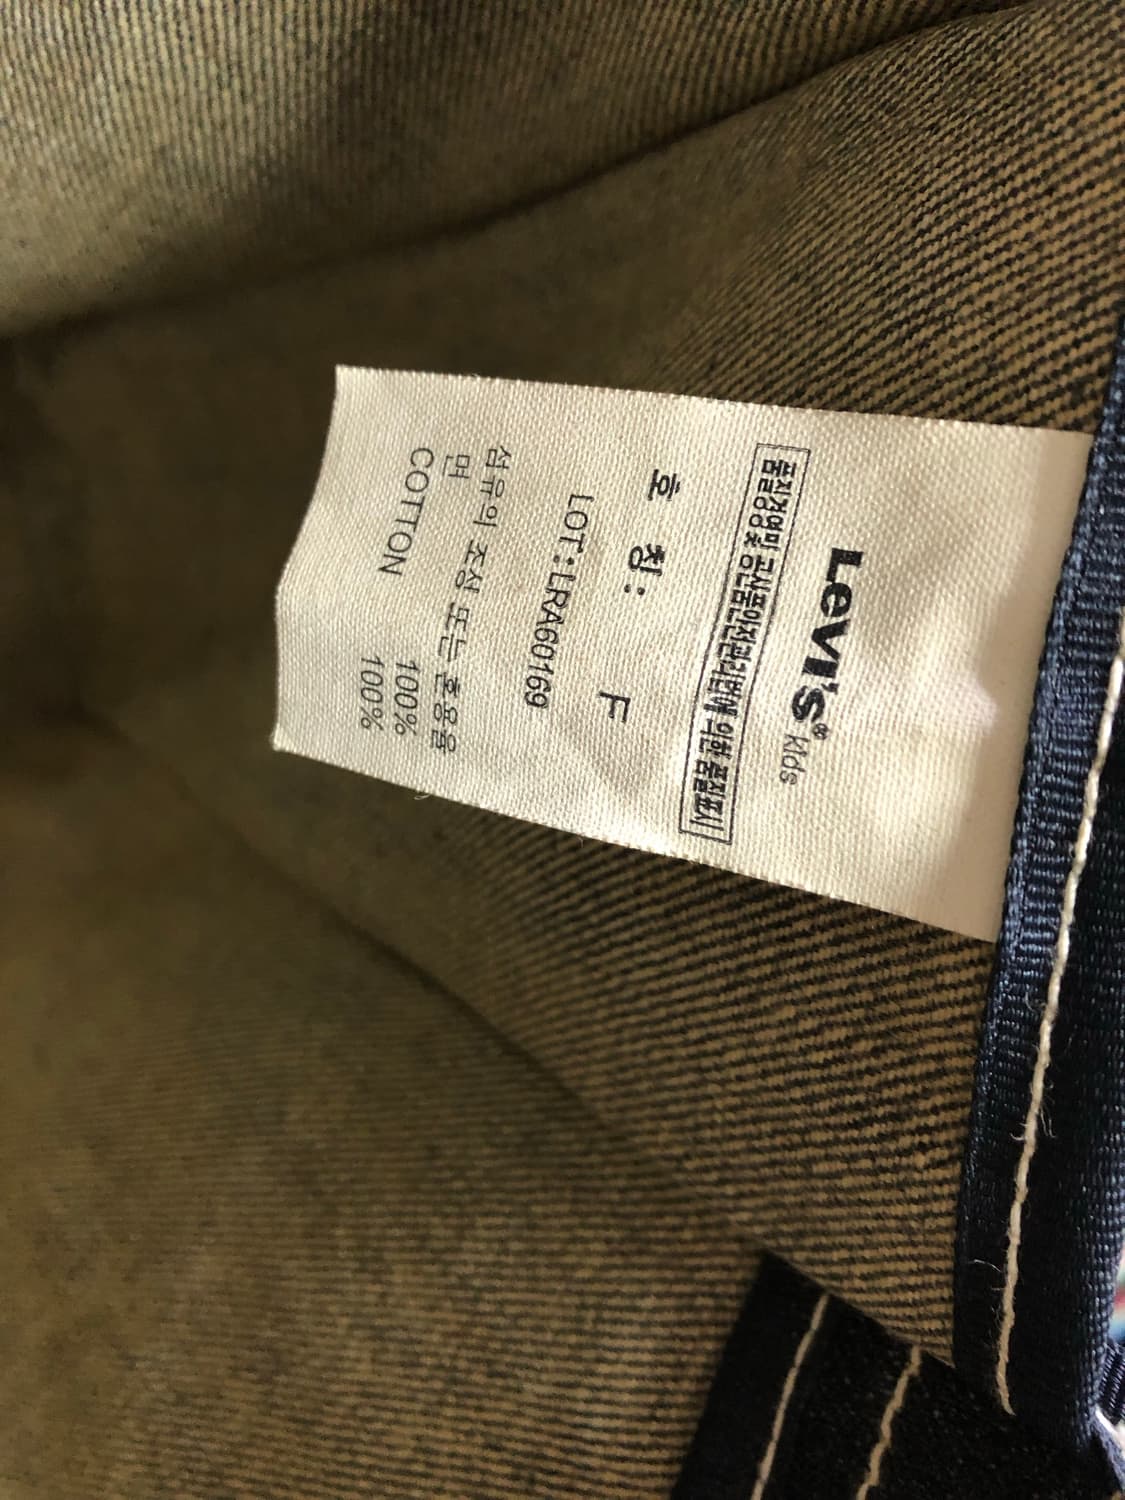 Levi's® kids
품질경영및 공산품안전관리법에 의한 품질표시
호 칭: F
LOT:LRA60169
섬유의 조성 또는 혼용율
면 100%
COTTON 100%